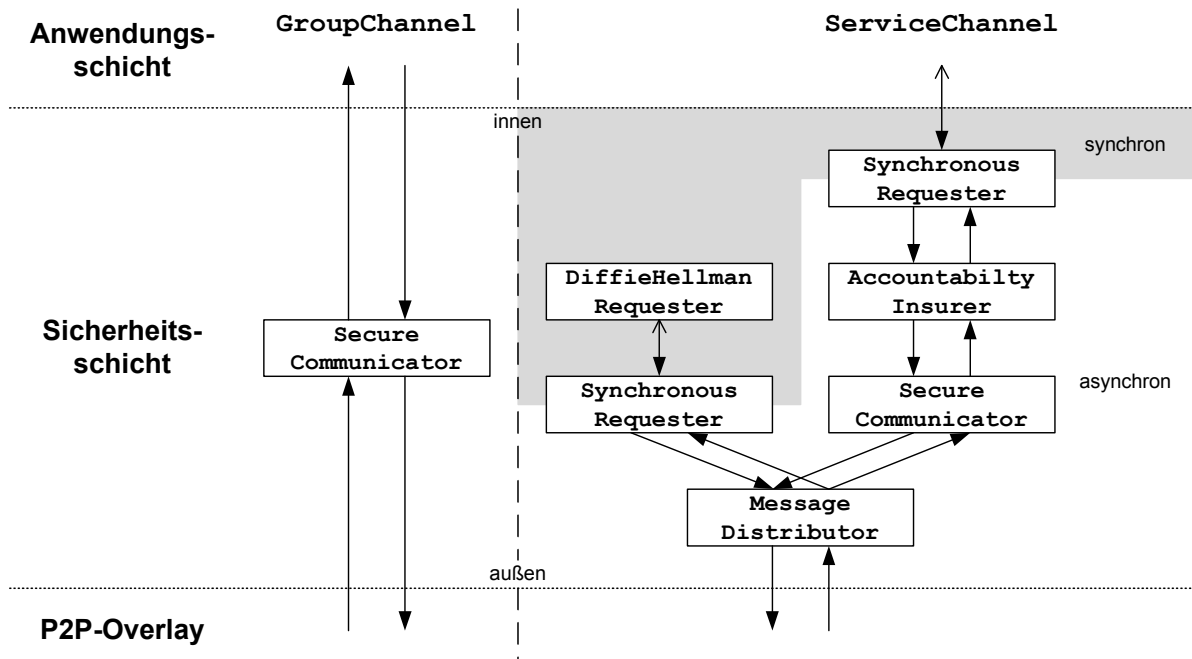 Anwendungs-
schicht
GroupChannel
ServiceChannel
innen
synchron
Synchronous
Requester
DiffieHellman
Requester
Accountabilty
Insurer
Sicherheits-
schicht
Secure
Communicator
Synchronous
Requester
Secure
Communicator
asynchron
Message
Distributor
außen
P2P-Overlay